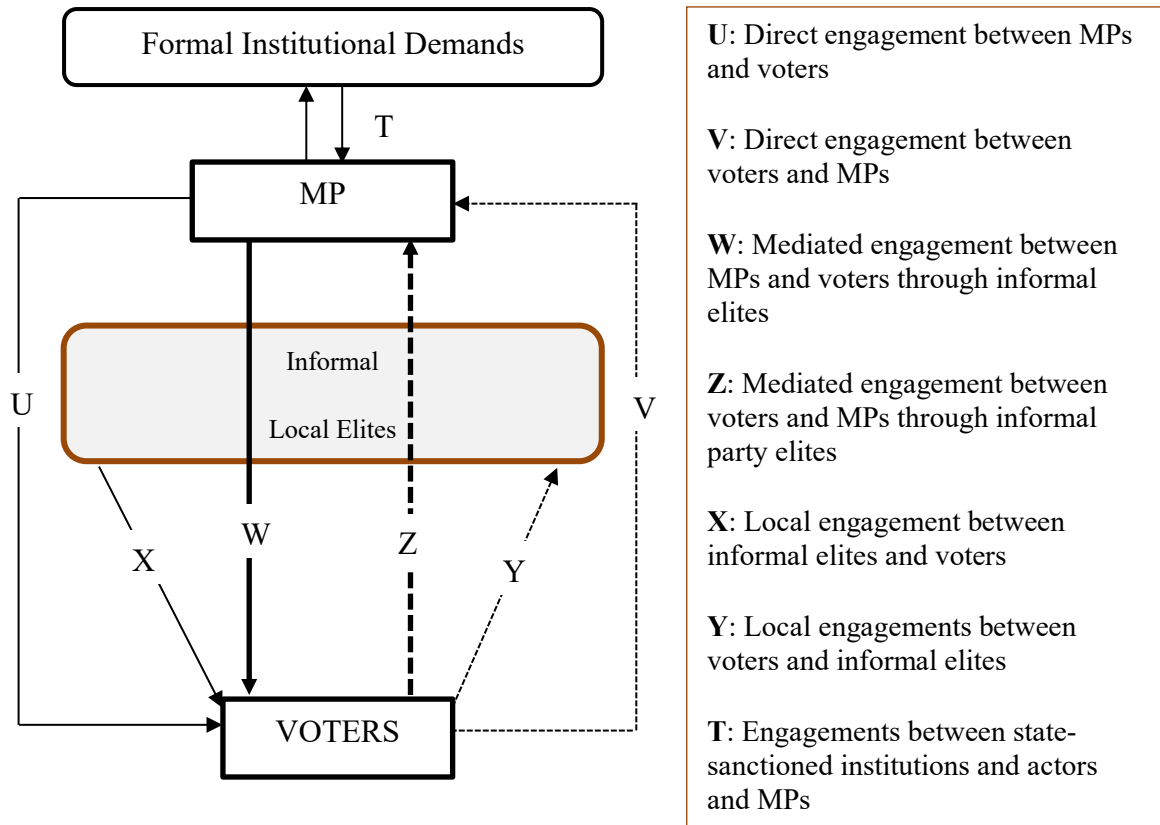 Formal Institutional Demands
T
MP
Informal
Local Elites
U
V
W
Z
X
Y
VOTERS
U: Direct engagement between MPs
and voters
V: Direct engagement between
voters and MPs
W: Mediated engagement between
MPs and voters through informal
elites
Z: Mediated engagement between
voters and MPs through informal
party elites
X: Local engagement between
informal elites and voters
Y: Local engagements between
voters and informal elites
T: Engagements between state-
sanctioned institutions and actors
and MPs